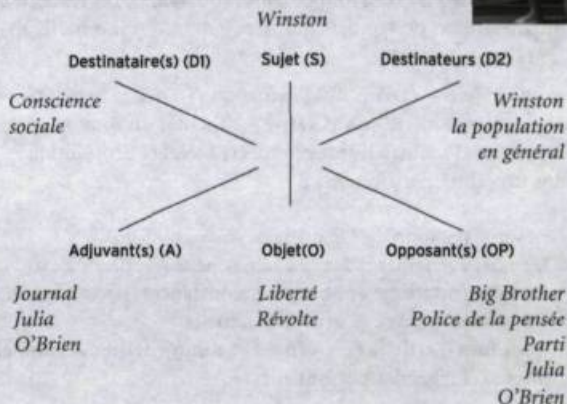 Winston
Destinataire(s) (D1) Sujet (S) Destinateurs (D2)
Conscience
sociale
Winston
la population
en général
Adjuvant(s) (A) Objet(O) Opposant(s) (OP)
Journal
Julia
O'Brien
Liberté
Révolte
Big Brother
Police de la pensée
Parti
Julia
O'Brien